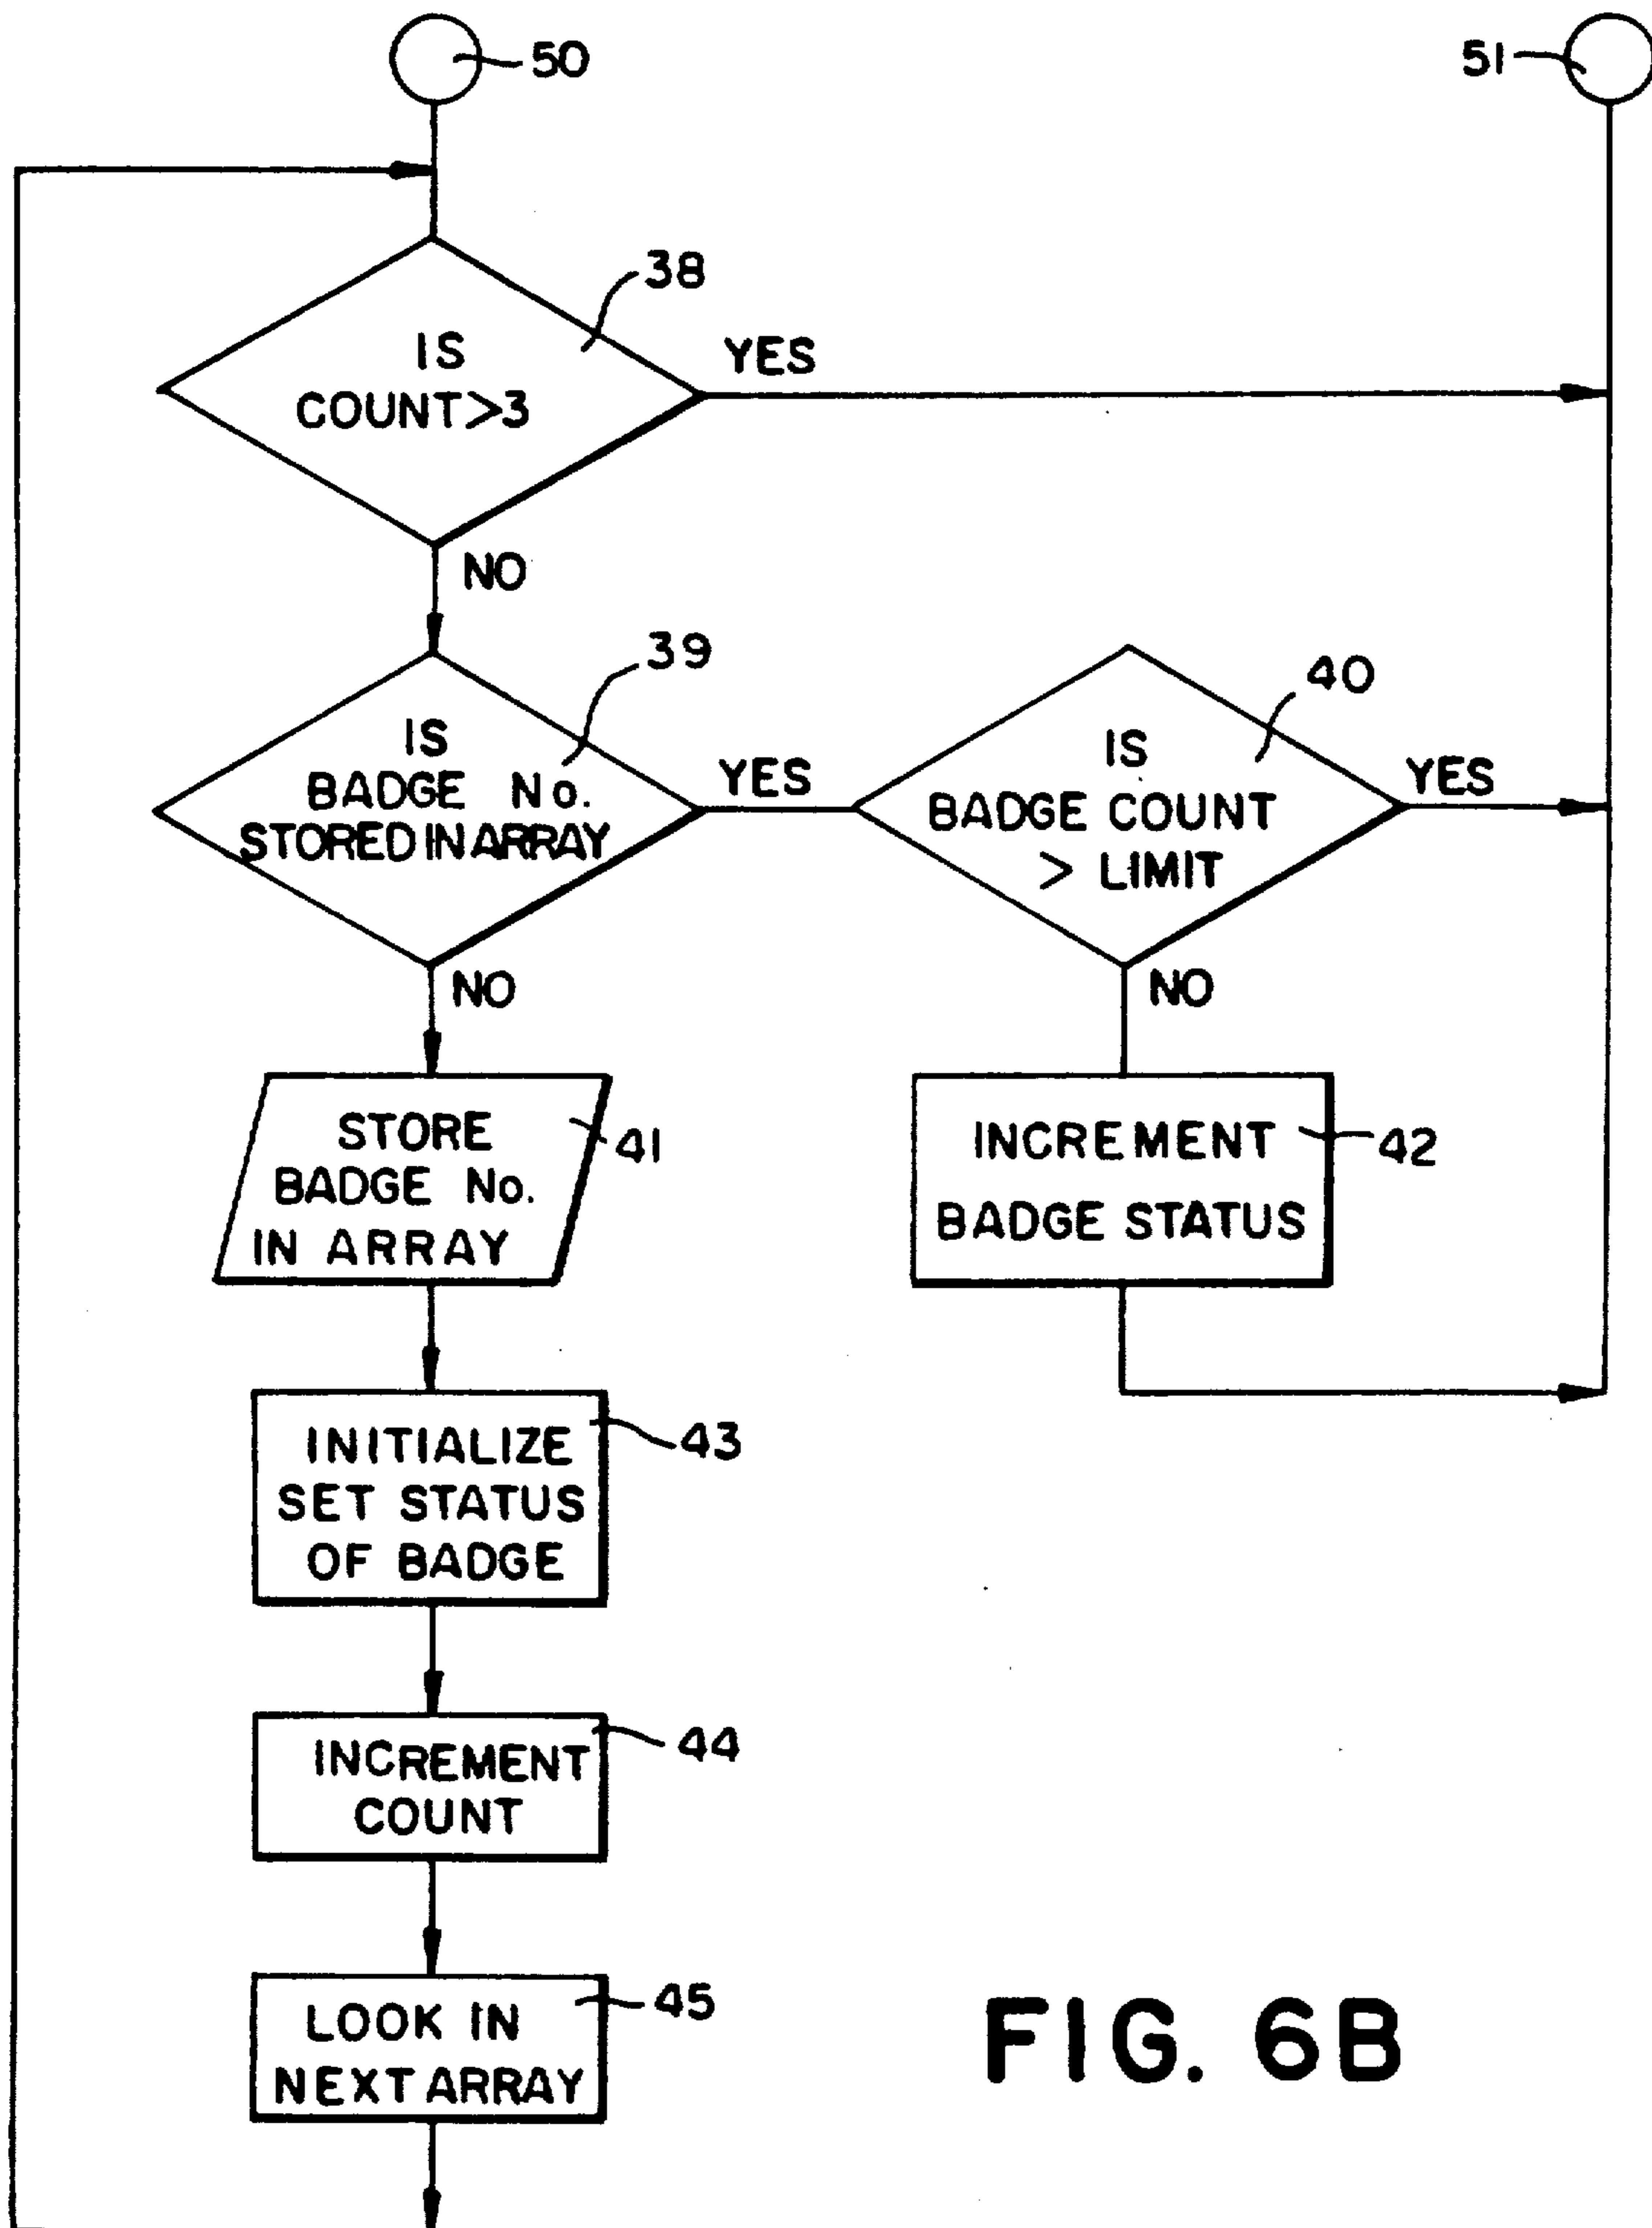 50
51
38
IS
COUNT>3
YES
NO
39
IS
BADGE No.
STORED IN ARRAY
YES
40
IS
BADGE COUNT
> LIMIT
YES
NO
NO
STORE
BADGE No.
IN ARRAY
41
INCREMENT
BADGE STATUS
42
INITIALIZE
SET STATUS
OF BADGE
43
INCREMENT
COUNT
44
LOOK IN
NEXT ARRAY
45
FIG. 6B